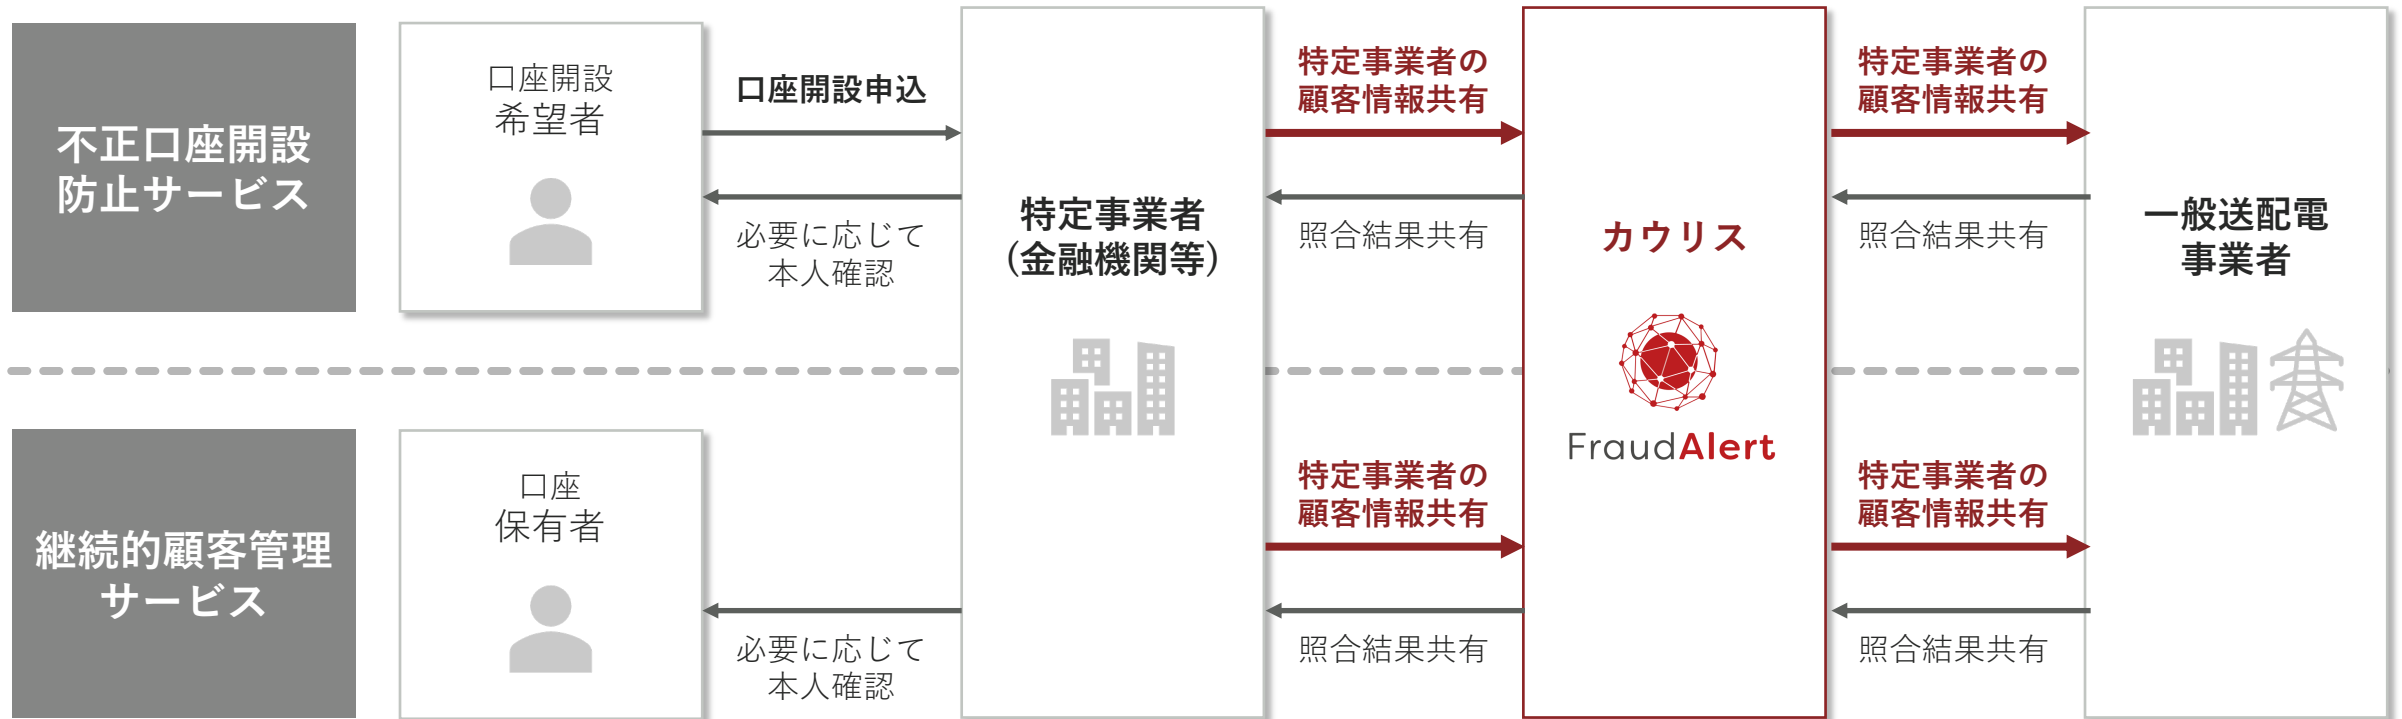 不正口座開設
防止サービス
口座開設
希望者
口座開設申込
必要に応じて
本人確認
特定事業者
(金融機関等)
特定事業者の
顧客情報共有
照合結果共有
カウリス
FraudAlert
特定事業者の
顧客情報共有
照合結果共有
一般送配電
事業者
継続的顧客管理
サービス
口座
保有者
必要に応じて
本人確認
特定事業者の
顧客情報共有
照合結果共有
特定事業者の
顧客情報共有
照合結果共有